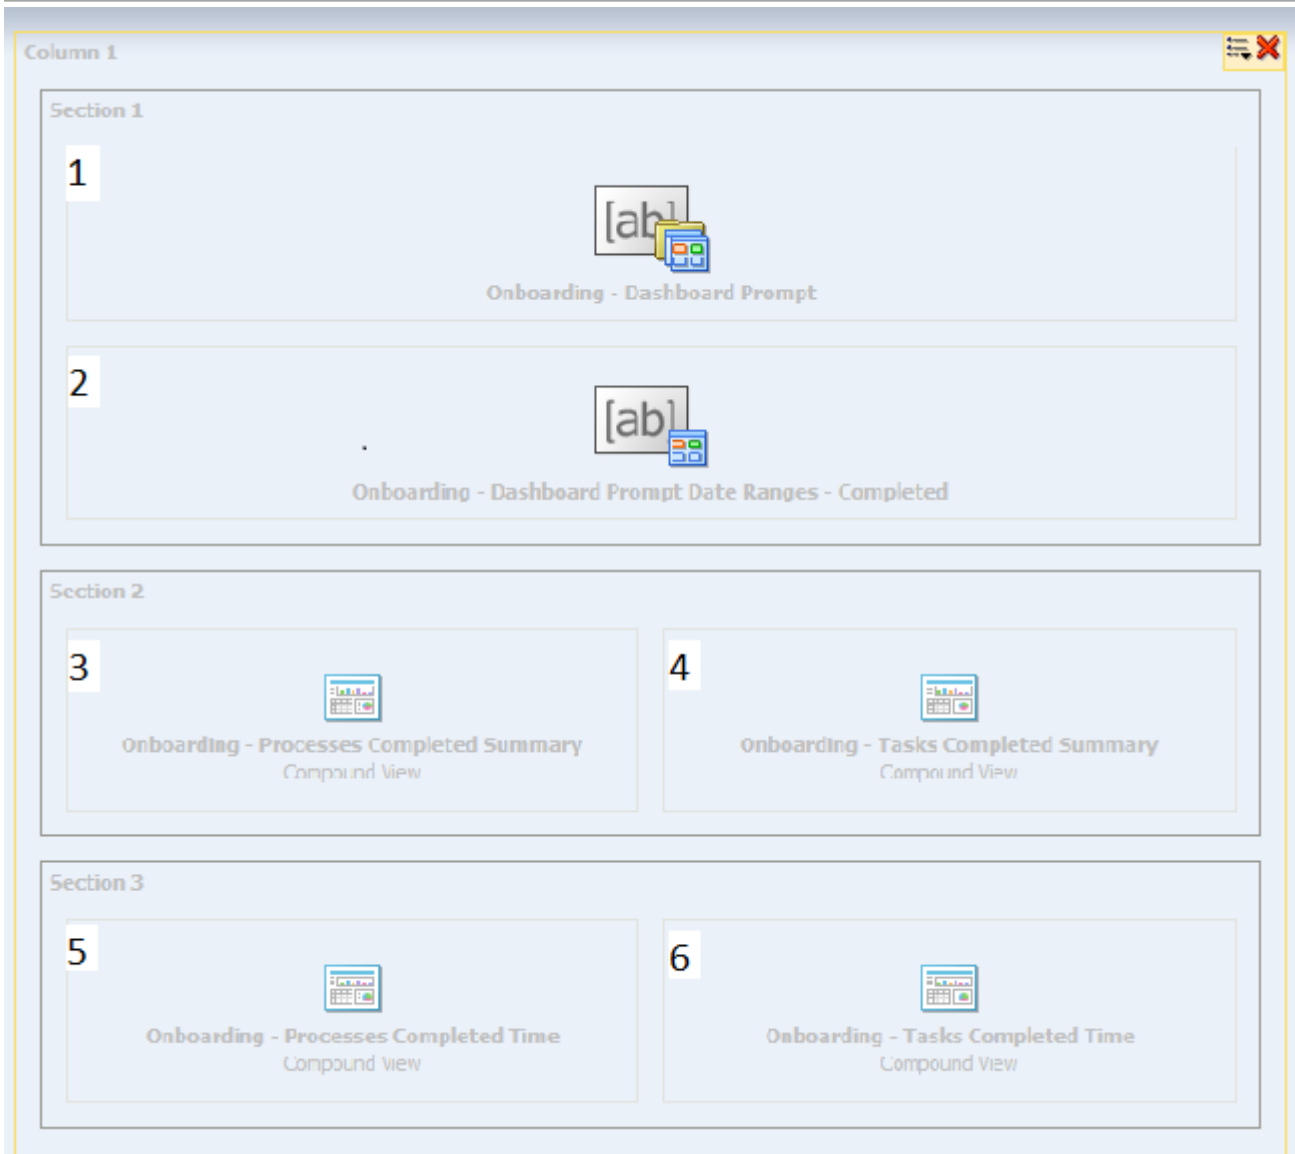 Column 1
Section 1
1
[ab]
Onboarding - Dashboard Prompt
2
[ab]
Onboarding - Dashboard Prompt Date Ranges - Completed
Section 2
3
4
Onboarding - Processes Completed Summary
Compound View
Onboarding - Tasks Completed Summary
Compound View
Section 3
5
6
Onboarding - Processes Completed Time
Compound View
Onboarding - Tasks Completed Time
Compound View